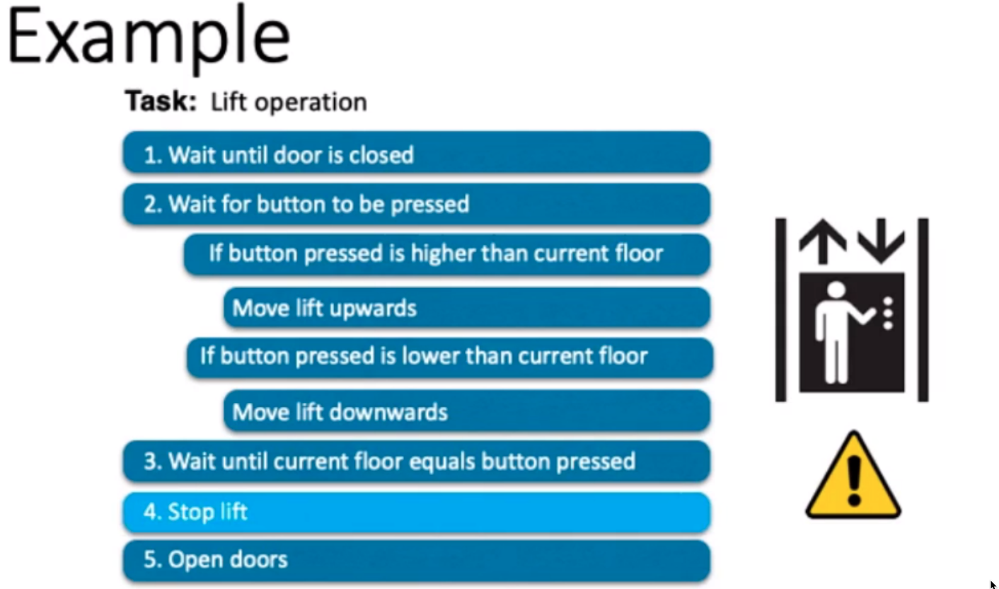 Example
Task: Lift operation
1. Wait until door is closed
2. Wait for button to be pressed
If button pressed is higher than current floor
Move lift upwards
If button pressed is lower than current floor
Move lift downwards
3. Wait until current floor equals button pressed
4. Stop lift
5. Open doors